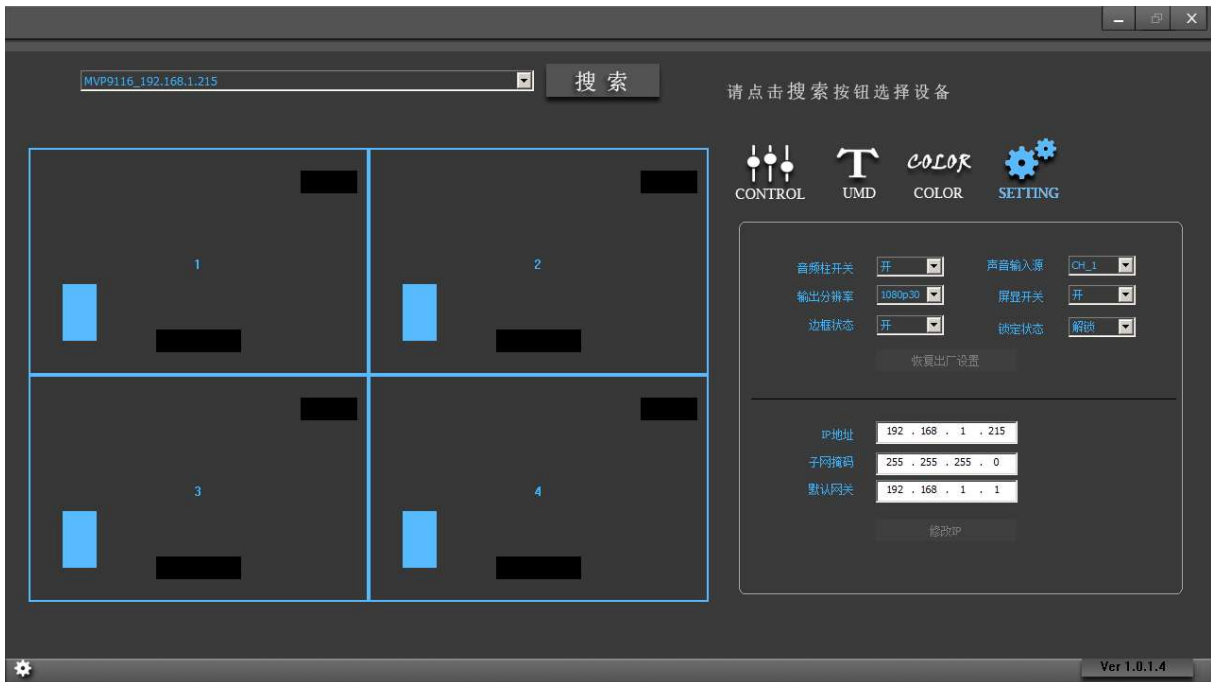 MVP9116_192.168.1.215
搜索
请点击搜索按钮选择设备
COLOR
CONTROL
UMD
COLOR
SETTING
1
2
3
4
音频柱开关 开
声音输入源 CH_1
输出分辨率 1080p30
屏显开关 开
边框状态 开
锁定状态 解锁
恢复出厂设置
IP地址 192 . 168 . 1 . 215
子网掩码 255 . 255 . 255 . 0
默认网关 192 . 168 . 1 . 1
修改IP
Ver 1.0.1.4